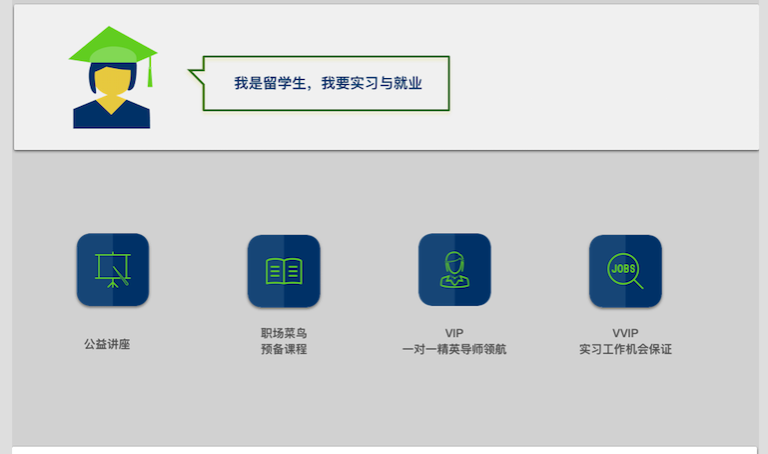 我是留学生，我要实习与就业
JOBS
公益讲座
职场菜鸟
预备课程
VIP
一对一精英导师领航
VVIP
实习工作机会保证